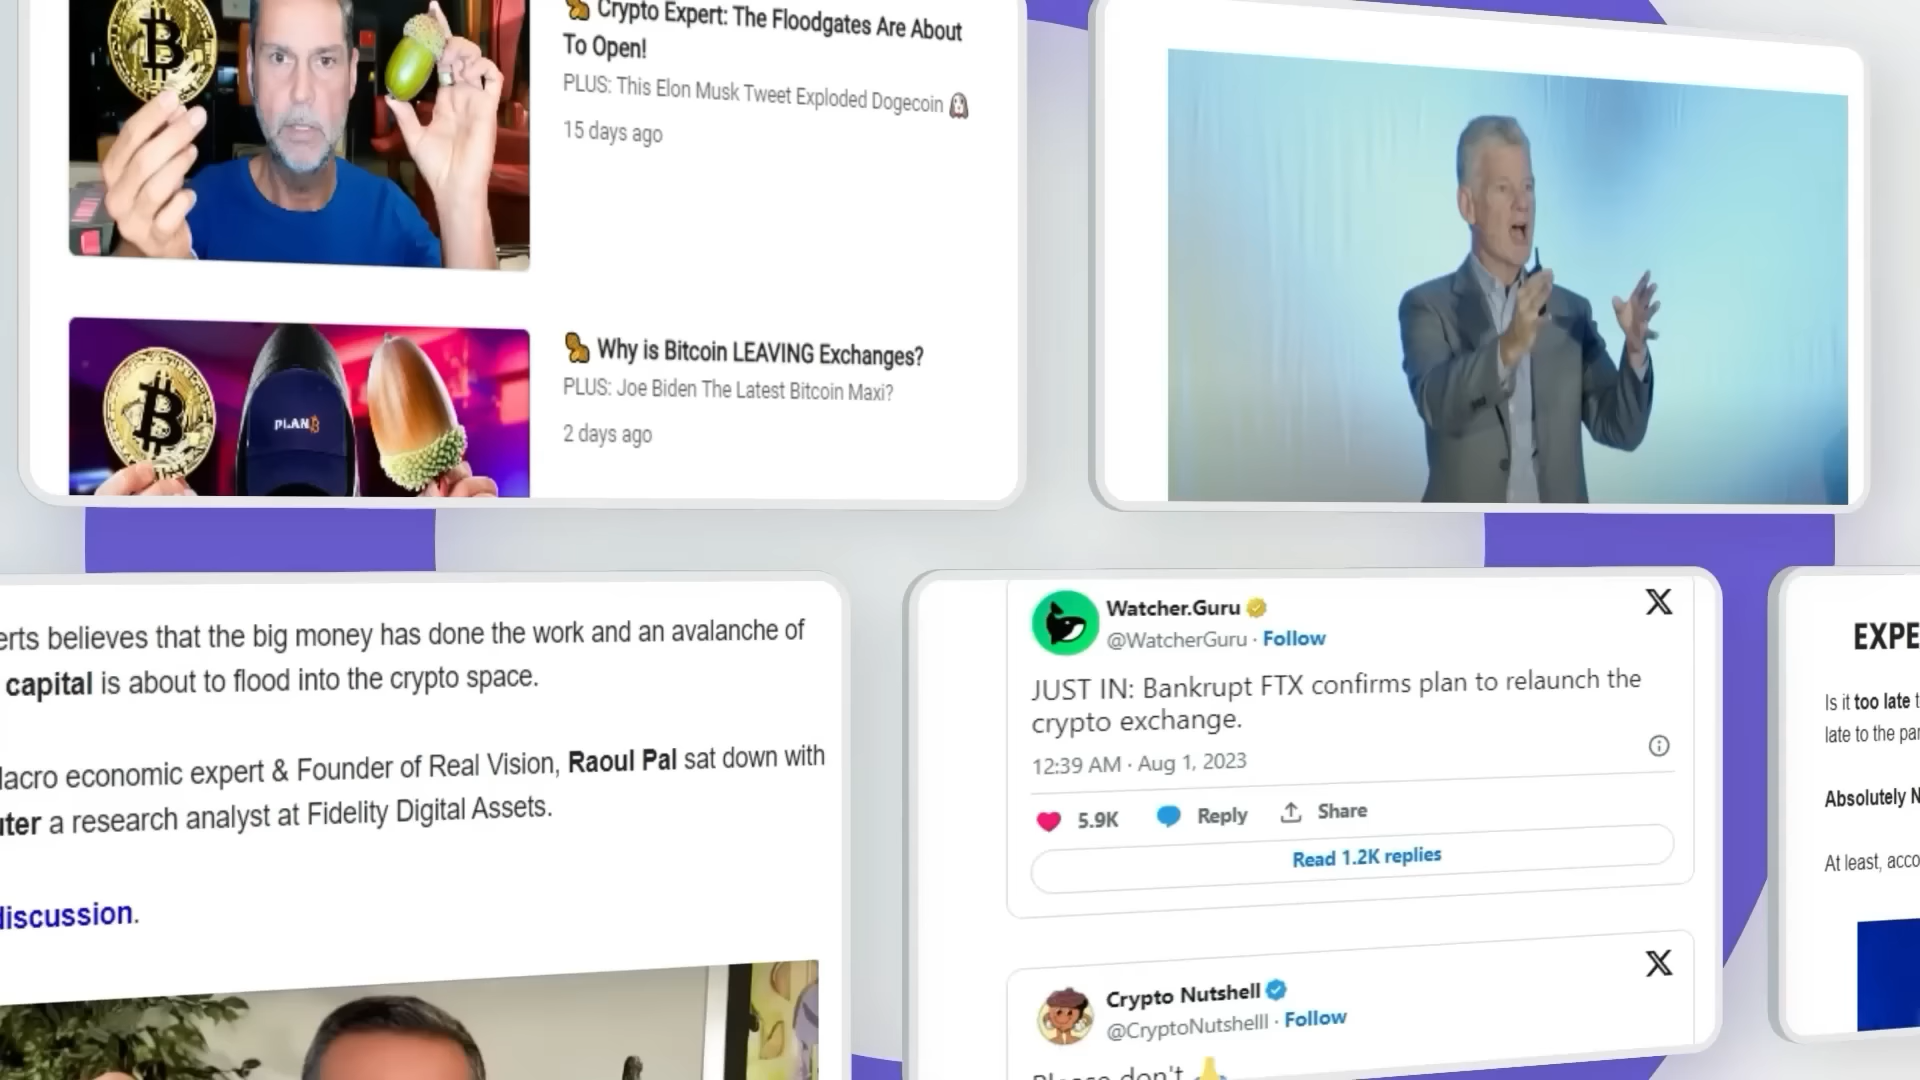 Crypto Expert: The Floodgates Are About
To Open!
PLUS: This Elon Musk Tweet Exploded Dogecoin
15 days ago
Why is Bitcoin LEAVING Exchanges?
PLUS: Joe Biden The Latest Bitcoin Maxi?
2 days ago
PLAN₿
erts believes that the big money has done the work and an avalanche of
capital is about to flood into the crypto space.
acro economic expert & Founder of Real Vision, Raoul Pal sat down with
uter a research analyst at Fidelity Digital Assets.
discussion.
Watcher.Guru
@WatcherGuru · Follow
JUST IN: Bankrupt FTX confirms plan to relaunch the
crypto exchange.
12:39 AM · Aug 1, 2023
5.9K Reply Share
Read 1.2K replies
Crypto Nutshell
@CryptoNutshelll · Follow
Please don't
EXPE
Is it too late t
late to the par
Absolutely N
At least, acco